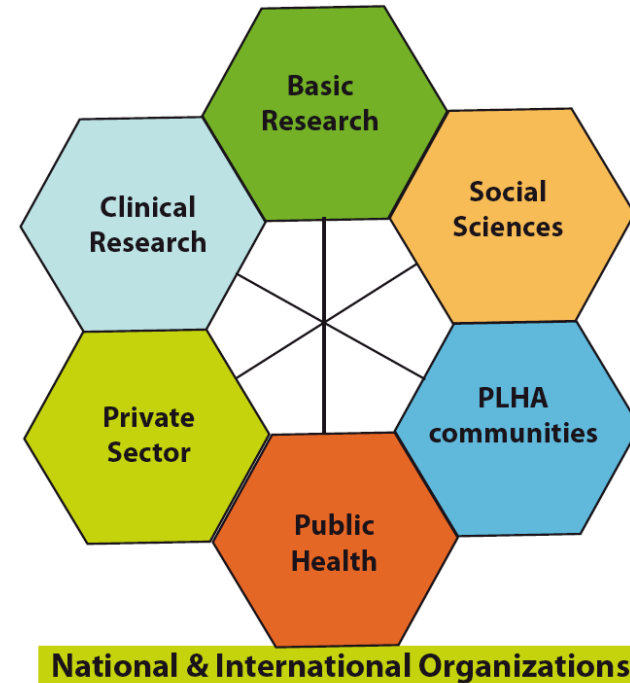 Basic
Research
Clinical
Research
Social
Sciences
Private
Sector
PLHA
communities
Public
Health
National & International Organizations